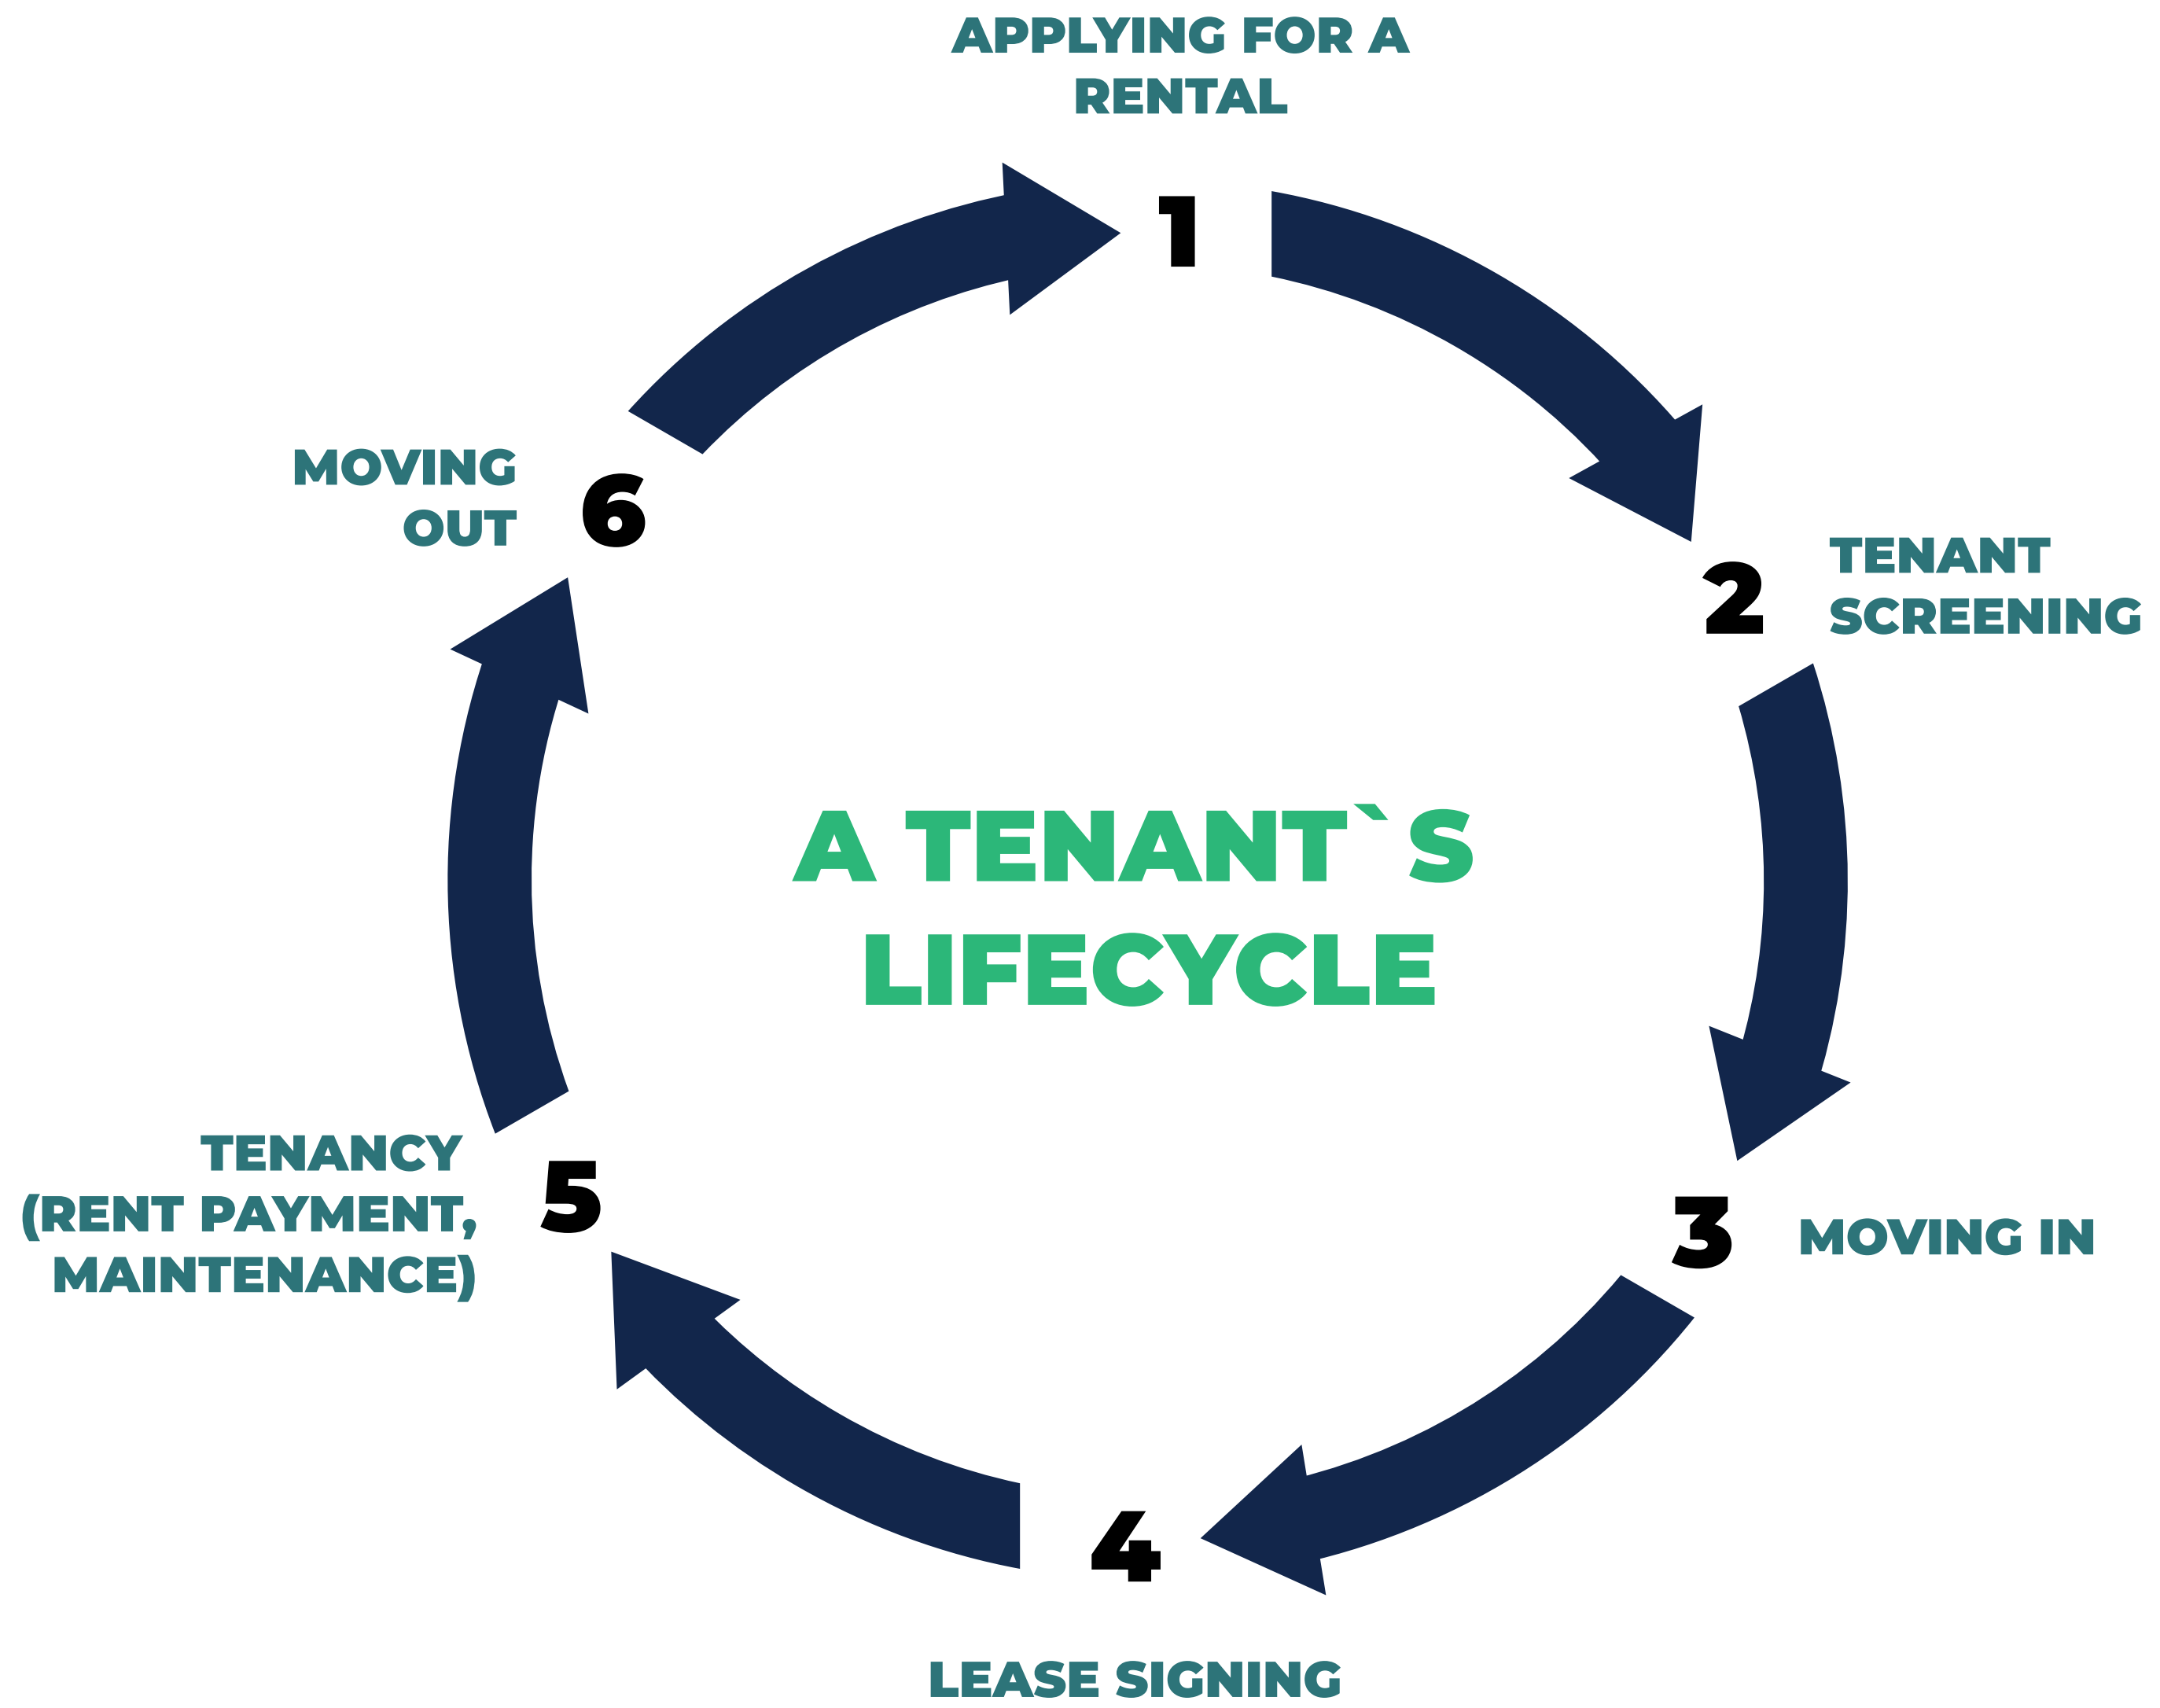 APPLYING FOR A
RENTAL
1
MOVING
OUT
6
2
TENANT
SCREENING
A TENANT`S
LIFECYCLE
TENANCY
(RENT PAYMENT,
MAINTENANCE)
5
3
MOVING IN
4
LEASE SIGNING